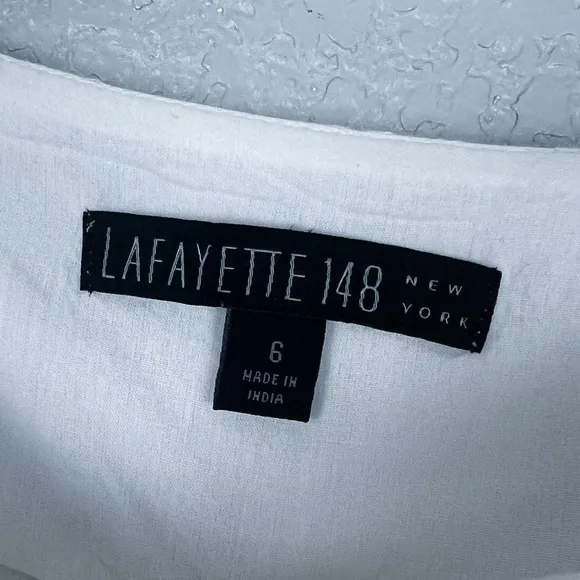 LAFAYETTE 148 NEW YORK
6
MADE IN
INDIA